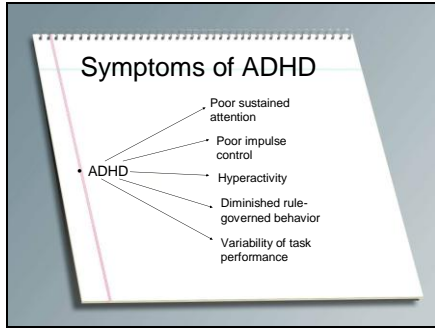 Symptoms of ADHD
Poor sustained
attention
Poor impulse
control
• ADHD
Hyperactivity
Diminished rule-
governed behavior
Variability of task
performance